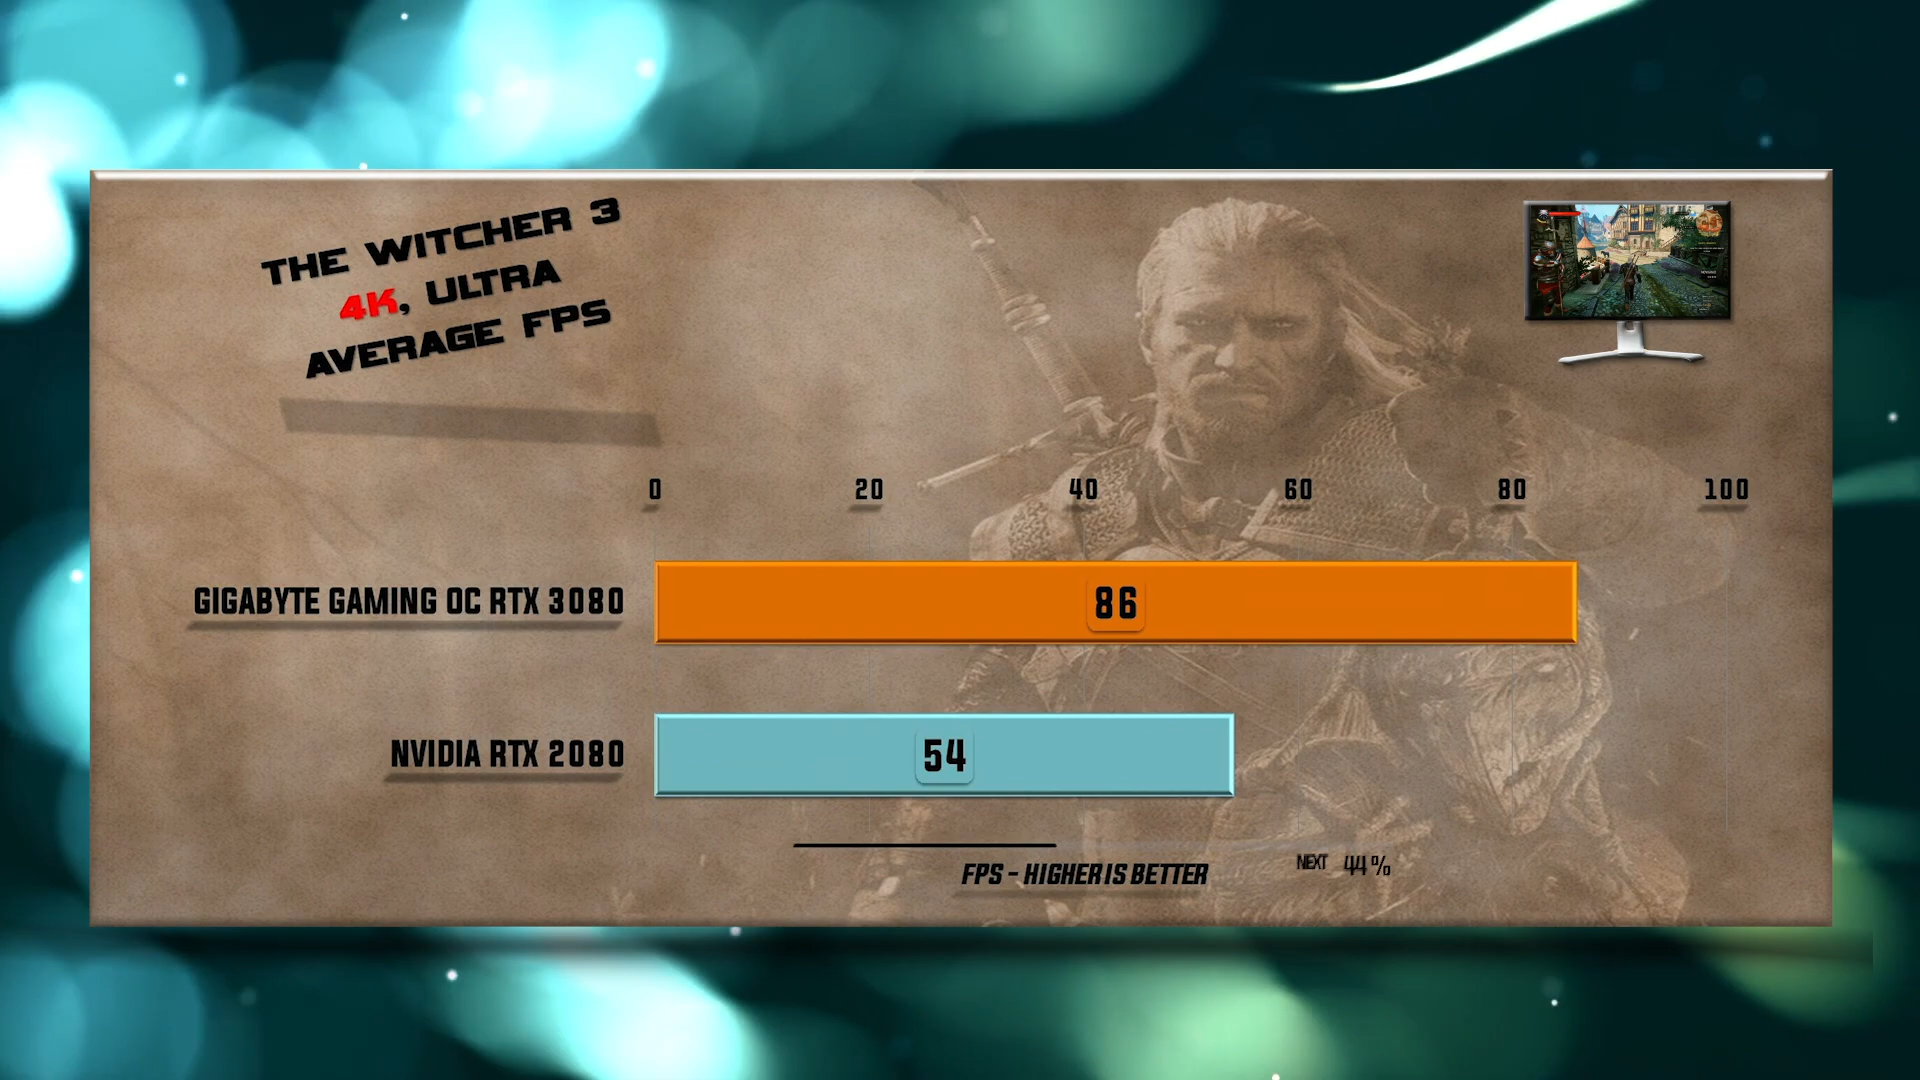 THE WITCHER 3
4K, ULTRA
AVERAGE FPS
0 20 40 60 80 100
GIGABYTE GAMING OC RTX 3080 86
NVIDIA RTX 2080 54
FPS - HIGHER IS BETTER
NEXT 44%